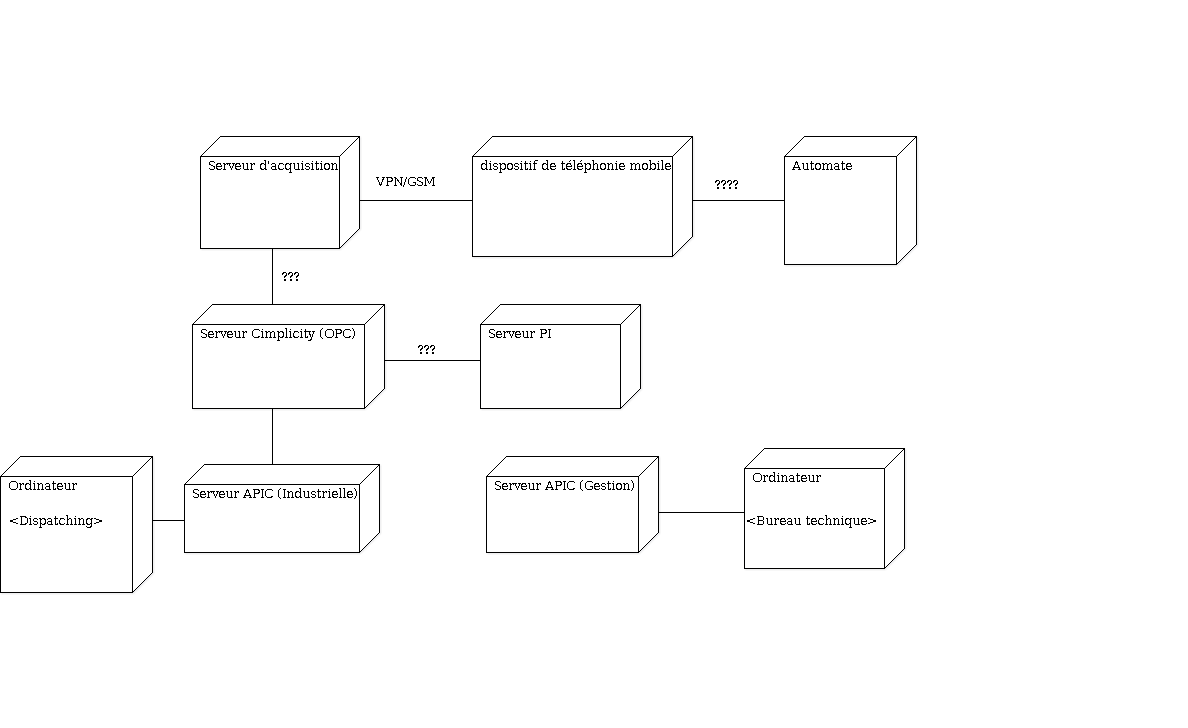 Serveur d'acquisition
VPN/GSM
dispositif de téléphonie mobile
????
Automate
???
Serveur Cimplicity (OPC)
???
Serveur PI
Ordinateur
<Dispatching>
Serveur APIC (Industrielle)
Serveur APIC (Gestion)
Ordinateur
<Bureau technique>